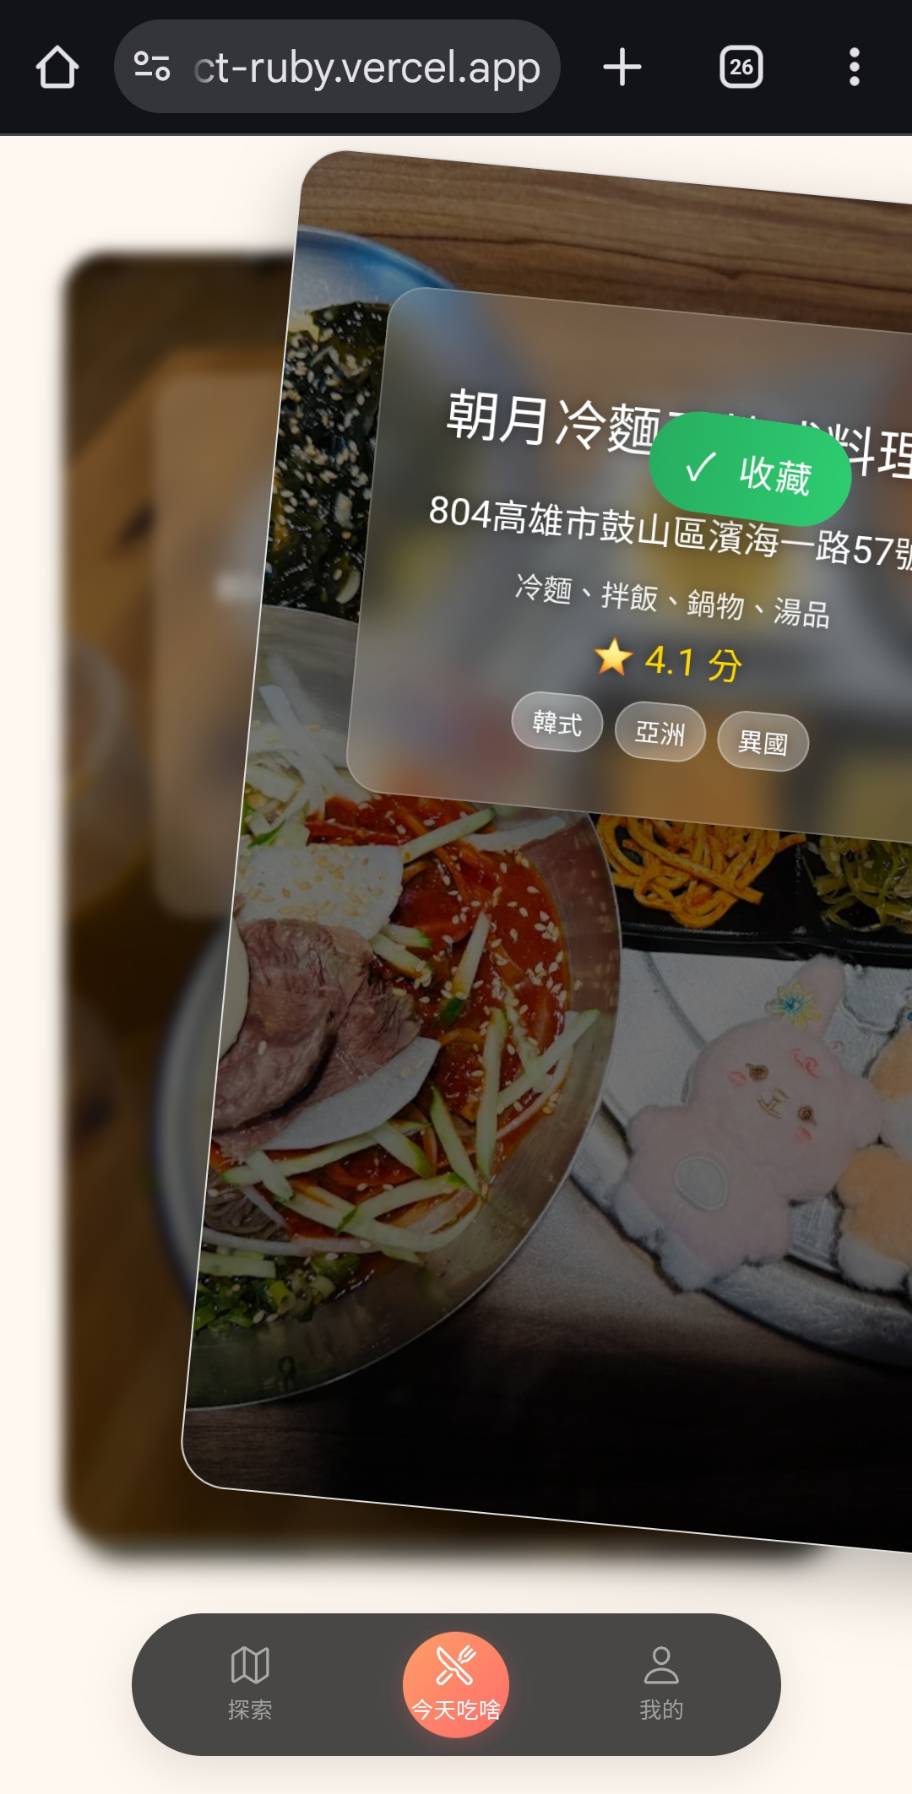 ct-ruby.vercel.app
26
朝月冷麵
料理
✓ 收藏
804高雄市鼓山區濱海一路57號
冷麵、拌飯、鍋物、湯品
4.1 分
韓式 亞洲 異國
探索 今天吃啥 我的